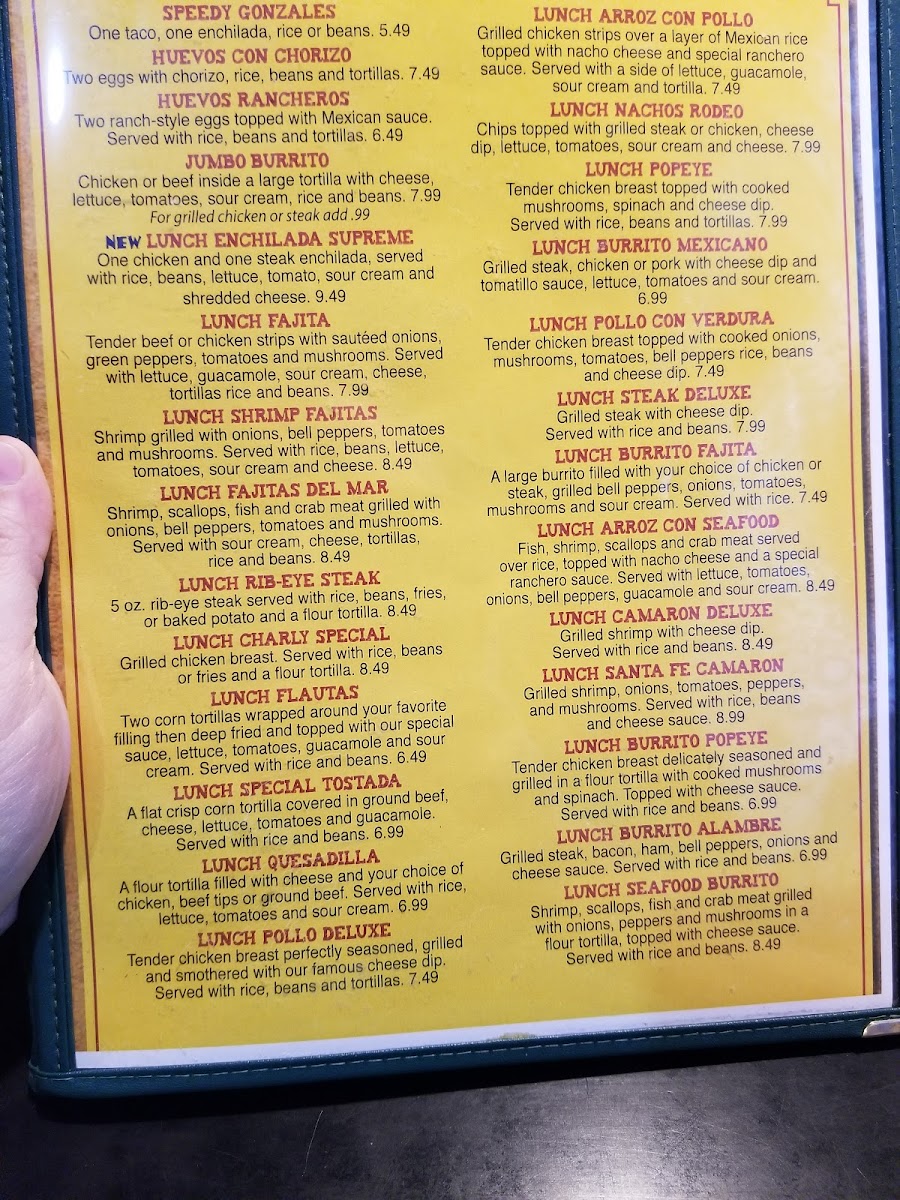 SPEEDY GONZALES
One taco, one enchilada, rice or beans. 5.49
HUEVOS CON CHORIZO
Two eggs with chorizo, rice, beans and tortillas. 7.49
HUEVOS RANCHEROS
Two ranch-style eggs topped with Mexican sauce.
Served with rice, beans and tortillas. 6.49
JUMBO BURRITO
Chicken or beef inside a large tortilla with cheese,
lettuce, tomatoes, sour cream, rice and beans. 7.99
For grilled chicken or steak add .99
NEW LUNCH ENCHILADA SUPREME
One chicken and one steak enchilada, served
with rice, beans, lettuce, tomato, sour cream and
shredded cheese. 9.49
LUNCH FAJITA
Tender beef or chicken strips with sautéed onions,
green peppers, tomatoes and mushrooms. Served
with lettuce, guacamole, sour cream, cheese,
tortillas rice and beans. 7.99
LUNCH SHRIMP FAJITAS
Shrimp grilled with onions, bell peppers, tomatoes
and mushrooms. Served with rice, beans, lettuce,
tomatoes, sour cream and cheese. 8.49
LUNCH FAJITAS DEL MAR
Shrimp, scallops, fish and crab meat grilled with
onions, bell peppers, tomatoes and mushrooms.
Served with sour cream, cheese, tortillas,
rice and beans. 8.49
LUNCH RIB-EYE STEAK
5 oz. rib-eye steak served with rice, beans, fries,
or baked potato and a flour tortilla. 8.49
LUNCH CHARLY SPECIAL
Grilled chicken breast. Served with rice, beans
or fries and a flour tortilla. 8.49
LUNCH FLAUTAS
Two corn tortillas wrapped around your favorite
filling then deep fried and topped with our special
sauce, lettuce, tomatoes, guacamole and sour
cream. Served with rice and beans. 6.49
LUNCH SPECIAL TOSTADA
A flat crisp corn tortilla covered in ground beef,
cheese, lettuce, tomatoes and guacamole.
Served with rice and beans. 6.99
LUNCH QUESADILLA
A flour tortilla filled with cheese and your choice of
chicken, beef tips or ground beef. Served with rice,
lettuce, tomatoes and sour cream. 6.99
LUNCH POLLO DELUXE
Tender chicken breast perfectly seasoned, grilled
and smothered with our famous cheese dip.
Served with rice, beans and tortillas. 7.49
LUNCH ARROZ CON POLLO
Grilled chicken strips over a layer of Mexican rice
topped with nacho cheese and special ranchero
sauce. Served with a side of lettuce, guacamole,
sour cream and tortilla. 7.49
LUNCH NACHOS RODEO
Chips topped with grilled steak or chicken, cheese
dip, lettuce, tomatoes, sour cream and cheese. 7.99
LUNCH POPEYE
Tender chicken breast topped with cooked
mushrooms, spinach and cheese dip.
Served with rice, beans and tortillas. 7.99
LUNCH BURRITO MEXICANO
Grilled steak, chicken or pork with cheese dip and
tomatillo sauce, lettuce, tomatoes and sour cream.
6.99
LUNCH POLLO CON VERDURA
Tender chicken breast topped with cooked onions,
mushrooms, tomatoes, bell peppers rice, beans
and cheese dip. 7.49
LUNCH STEAK DELUXE
Grilled steak with cheese dip.
Served with rice and beans. 7.99
LUNCH BURRITO FAJITA
A large burrito filled with your choice of chicken or
steak, grilled bell peppers, onions, tomatoes,
mushrooms and sour cream. Served with rice. 7.49
LUNCH ARROZ CON SEAFOOD
Fish, shrimp, scallops and crab meat served
over rice, topped with nacho cheese and a special
ranchero sauce. Served with lettuce, tomatoes,
onions, bell peppers, guacamole and sour cream. 8.49
LUNCH CAMARON DELUXE
Grilled shrimp with cheese dip.
Served with rice and beans. 8.49
LUNCH SANTA FE CAMARON
Grilled shrimp, onions, tomatoes, peppers,
and mushrooms. Served with rice, beans
and cheese sauce. 8.99
LUNCH BURRITO POPEYE
Tender chicken breast delicately seasoned and
grilled in a flour tortilla with cooked mushrooms
and spinach. Topped with cheese sauce.
Served with rice and beans. 6.99
LUNCH BURRITO ALAMBRE
Grilled steak, bacon, ham, bell peppers, onions and
cheese sauce. Served with rice and beans. 6.99
LUNCH SEAFOOD BURRITO
Shrimp, scallops, fish and crab meat grilled
with onions, peppers and mushrooms in a
flour tortilla, topped with cheese sauce.
Served with rice and beans. 8.49